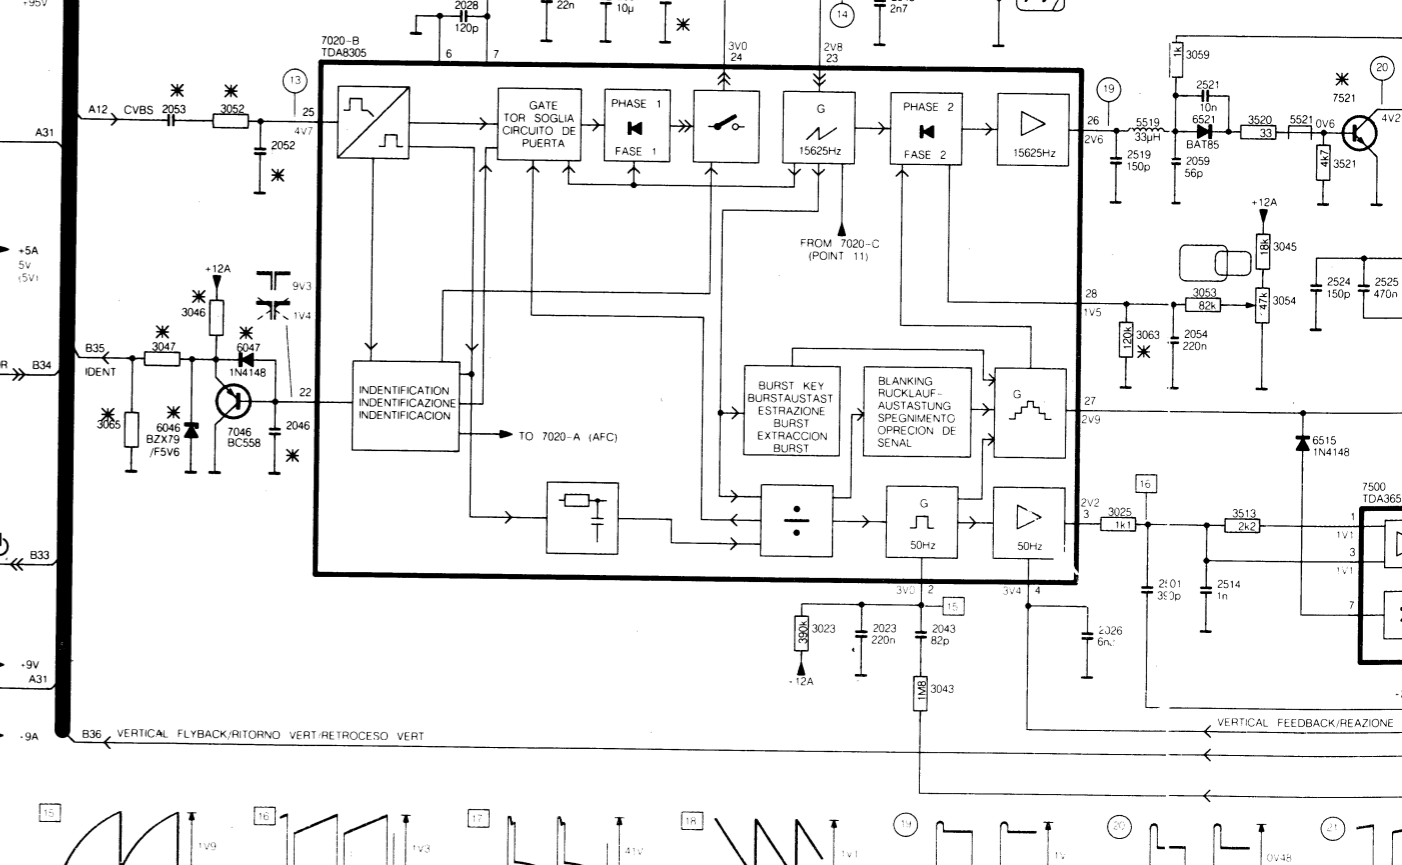 +95V
2028
120p
22n
10µ
14
2n7
7020-B
TDA8305
6
7
3V0
24
2V8
23
3059
1k
2521
10n
7521
20
4V2
A12
CVBS
2053
3052
13
25
4V7
2052
A31
GATE
TOR SOGLIA
CIRCUITO DE
PUERTA
PHASE 1
FASE 1
G
15625Hz
PHASE 2
FASE 2
15625Hz
26
2V6
19
5519
33µH
6521
BAT85
3520
33
5521
0V6
4k7
3521
2519
150p
2059
56p
+5A
5V
(5V)
+12A
3046
9V3
1V4
FROM 7020-C
(POINT 11)
+12A
18k
3045
47k
3054
3053
82k
28
1V5
120k
3063
2054
220n
2524
150p
2525
470n
B35
IDENT
B34
3047
6047
1N4148
22
3065
6046
BZX79
/F5V6
7046
BC558
2046
INDENTIFICATION
INDENTIFICAZIONE
INDENTIFICACION
TO 7020-A (AFC)
BURST KEY
BURSTAUSTAST
ESTRAZIONE
BURST
EXTRACCION
BURST
BLANKING
RUCKLAUF-
AUSTASTUNG
SPEGNIMENTO
OPRECION DE
SENAL
G
27
2V9
6515
1N4148
16
G
50Hz
50Hz
2V2
3
3025
1k1
3513
2k2
7500
TDA365
1
1V1
3
1V1
7
B33
3V0
2
3V4
4
15
390k
3023
2023
220n
2043
82p
1M8
3043
-12A
2514
1n
+9V
A31
-9A
B36
VERTICAL FLYBACK/RITORNO VERT/RETROCESO VERT
VERTICAL FEEDBACK/REAZIONE
15
1V9
16
1V3
17
41V
18
1V1
19
1V
20
0V48
21